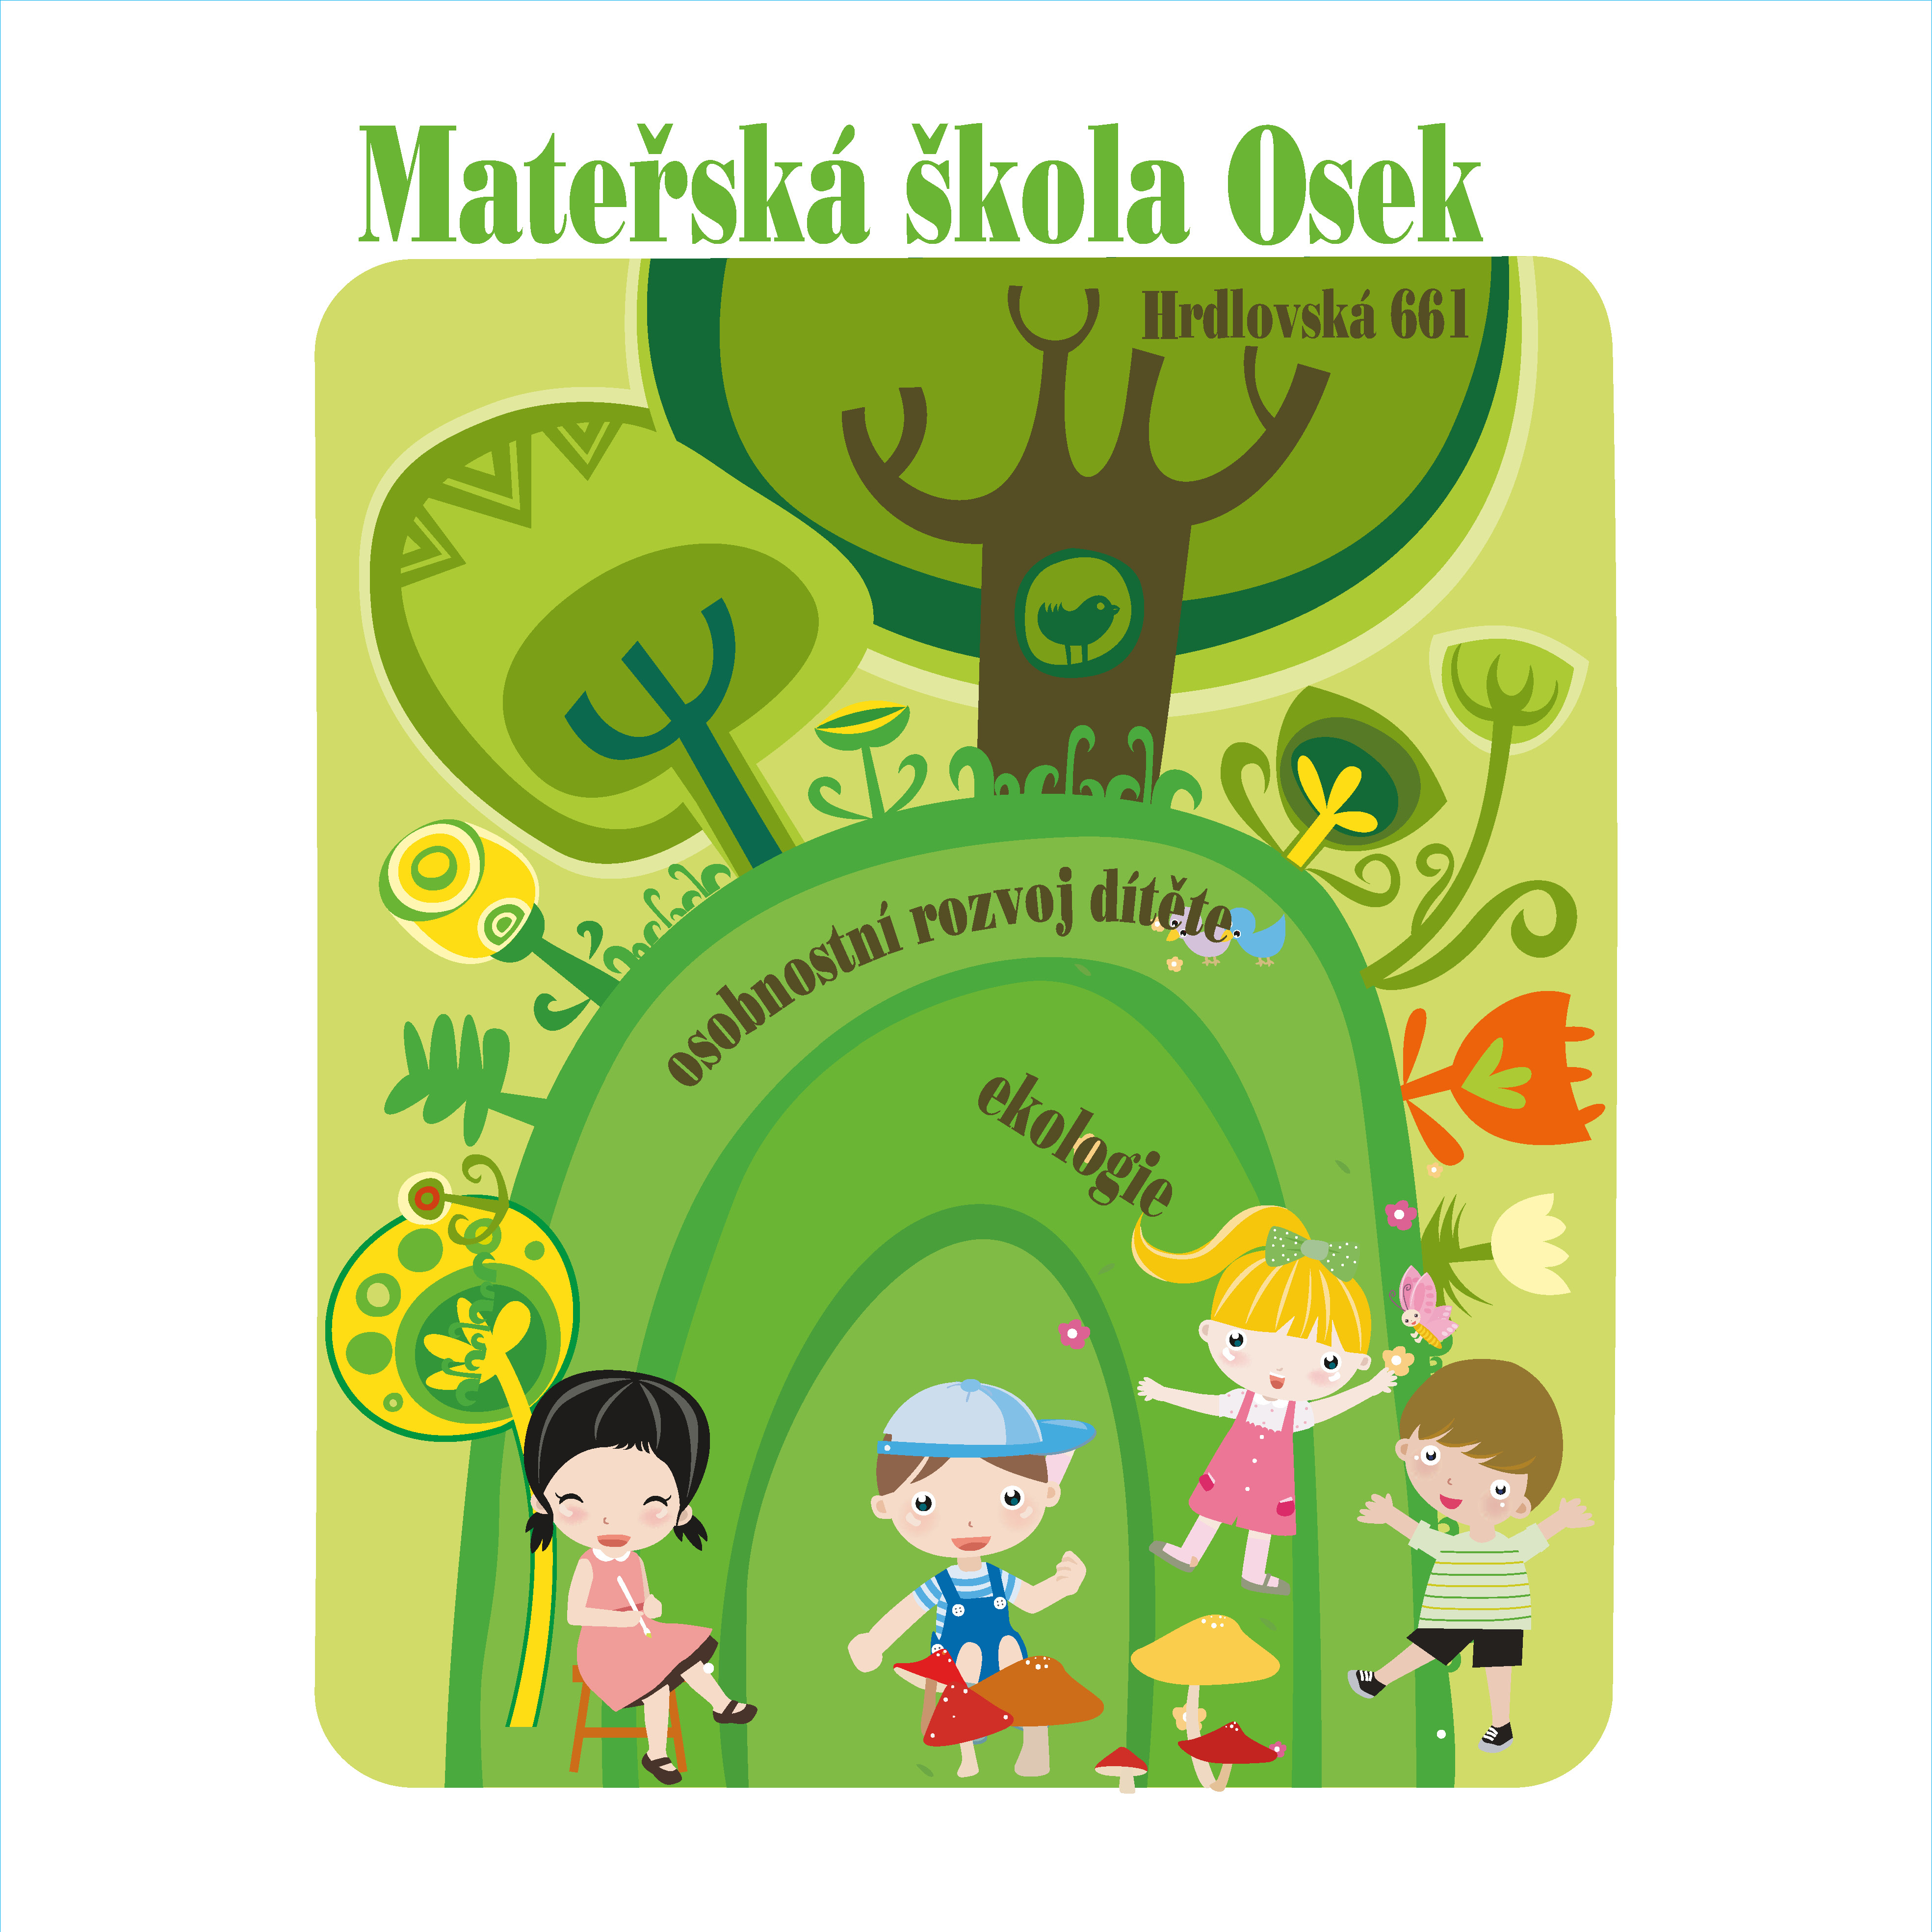 Mateřská škola Osek
Hrdlovská 661
osobnostní rozvoj dítěte
ekologie